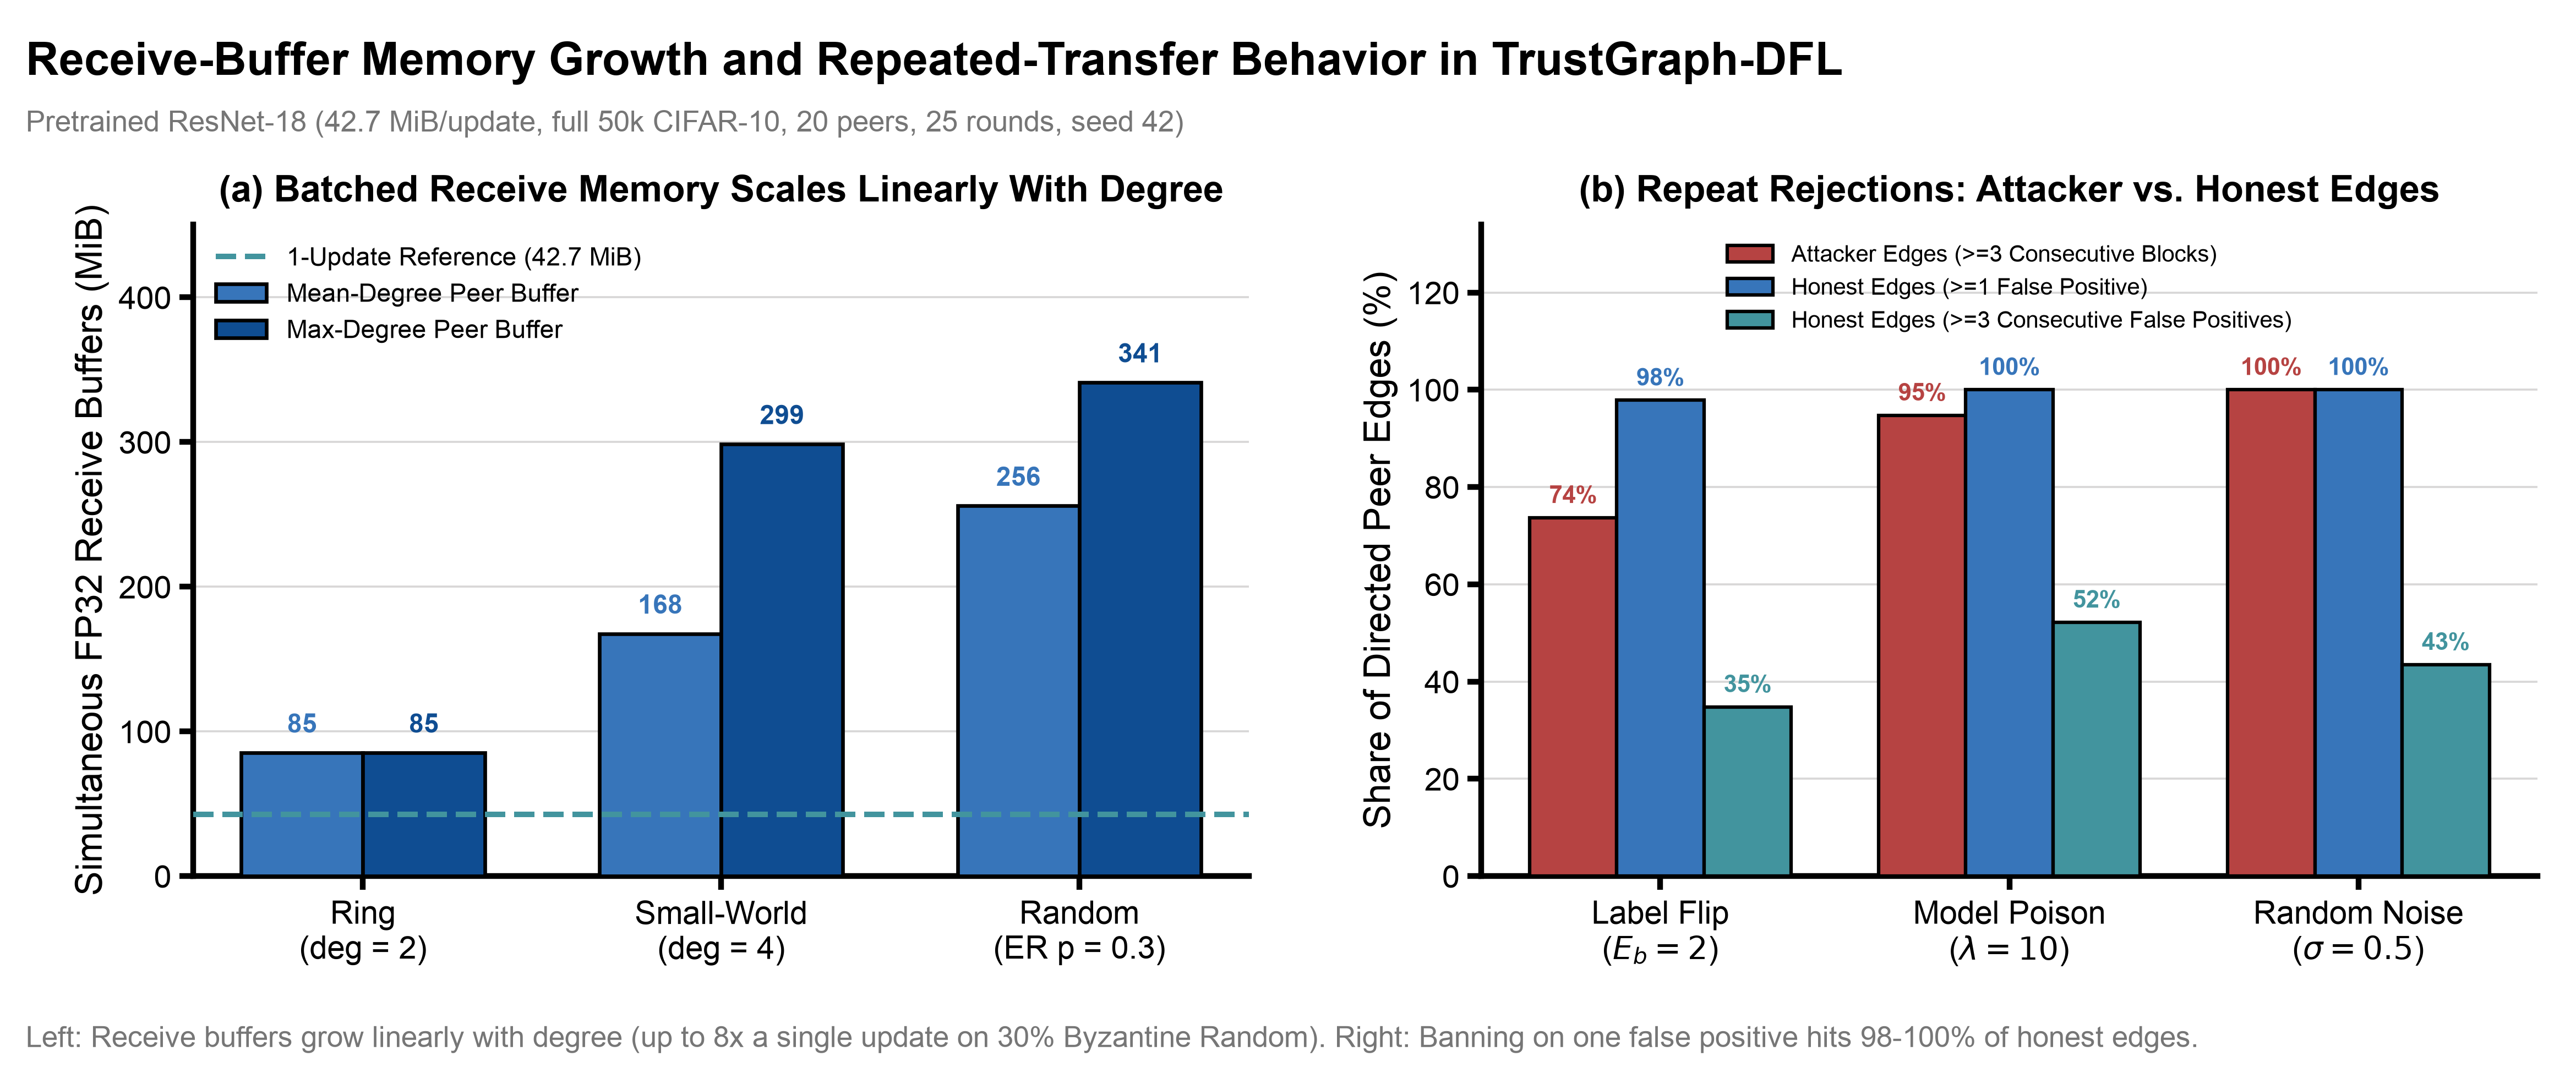 Receive-Buffer Memory Growth and Repeated-Transfer Behavior in TrustGraph-DFL
Pretrained ResNet-18 (42.7 MiB/update, full 50k CIFAR-10, 20 peers, 25 rounds, seed 42)
(a) Batched Receive Memory Scales Linearly With Degree
Simultaneous FP32 Receive Buffers (MiB)
400
300
200
100
0
1-Update Reference (42.7 MiB)
Mean-Degree Peer Buffer
Max-Degree Peer Buffer
85
85
168
299
256
341
Ring
(deg = 2)
Small-World
(deg = 4)
Random
(ER p = 0.3)
(b) Repeat Rejections: Attacker vs. Honest Edges
Share of Directed Peer Edges (%)
120
100
80
60
40
20
0
Attacker Edges (>=3 Consecutive Blocks)
Honest Edges (>=1 False Positive)
Honest Edges (>=3 Consecutive False Positives)
74%
98%
35%
95%
100%
52%
100%
100%
43%
Label Flip
(E_b = 2)
Model Poison
(λ = 10)
Random Noise
(σ = 0.5)
Left: Receive buffers grow linearly with degree (up to 8x a single update on 30% Byzantine Random). Right: Banning on one false positive hits 98-100% of honest edges.